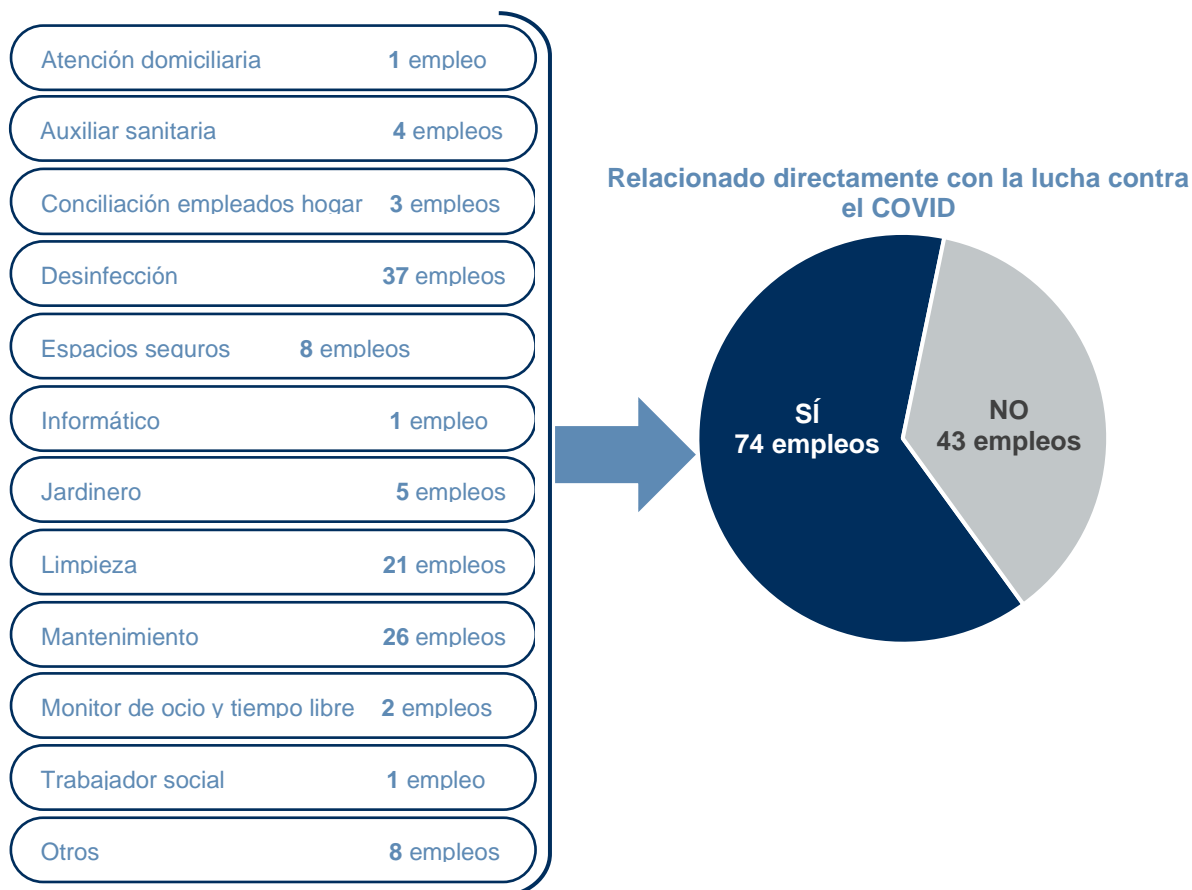 Atención domiciliaria 1 empleo
Auxiliar sanitaria 4 empleos
Conciliación empleados hogar 3 empleos
Desinfección 37 empleos
Espacios seguros 8 empleos
Informático 1 empleo
Jardinero 5 empleos
Limpieza 21 empleos
Mantenimiento 26 empleos
Monitor de ocio y tiempo libre 2 empleos
Trabajador social 1 empleo
Otros 8 empleos
Relacionado directamente con la lucha contra
el COVID
SÍ
74 empleos
NO
43 empleos